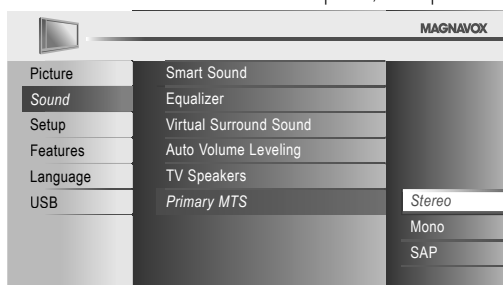 MAGNAVOX
Picture
Sound
Setup
Features
Language
USB
Smart Sound
Equalizer
Virtual Surround Sound
Auto Volume Leveling
TV Speakers
Primary MTS
Stereo
Mono
SAP